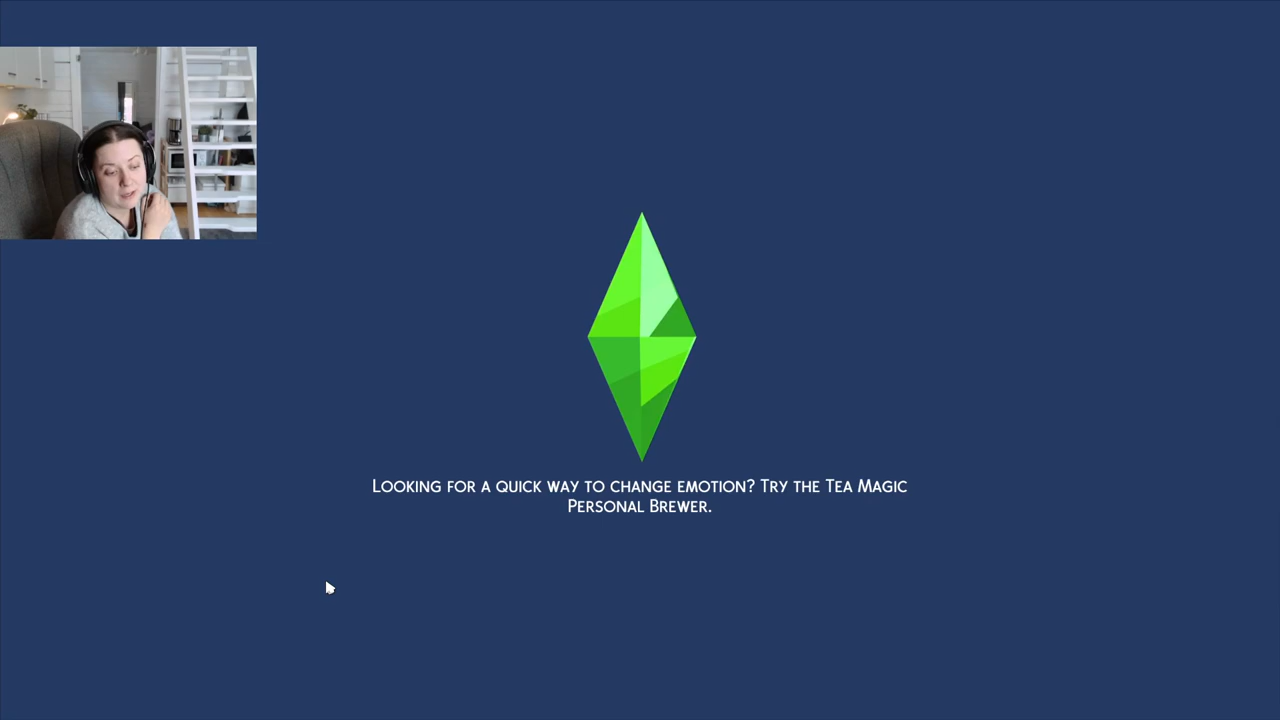 Looking for a quick way to change emotion? Try the Tea Magic
Personal Brewer.